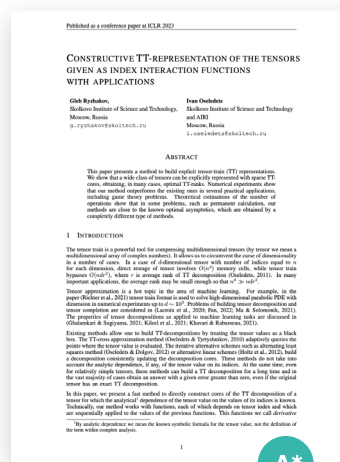 Published as a conference paper at ICLR 2023
CONSTRUCTIVE TT-REPRESENTATION OF THE TENSORS
GIVEN AS INDEX INTERACTION FUNCTIONS
WITH APPLICATIONS
Gleb Ryzhakov,
Skolkovo Institute of Science and Technology,
Moscow, Russia
g.ryzhakov@skoltech.ru
Ivan Oseledets
Skolkovo Institute of Science and Technology
and AIRI
Moscow, Russia
i.oseledets@skoltech.ru
ABSTRACT
This paper presents a method to build explicit tensor-train (TT) representations.
We show that a wide class of tensors can be explicitly represented with sparse TT-
cores, obtaining, in many cases, optimal TT-ranks. Numerical experiments show
that our method outperforms the existing ones in several practical applications,
including game theory problems. Theoretical estimations of the number of
operations show that in some problems, such as permanent calculation, our
methods are close to the known optimal asymptotics, which are obtained by a
completely different type of methods.
1 INTRODUCTION
The tensor train is a powerful tool for compressing multidimensional tensors (by tensor we mean a
multidimensional array of complex numbers). It allows us to circumvent the curse of dimensionality
in a number of cases. In a case of d-dimensional tensor with number of indices equal to n
for each dimension, direct storage of tensor involves O(nᵈ) memory cells, while tensor train
bypasses O(ndr²), where r is average rank of TT decomposition (Oseledets, 2011). In many
important applications, the average rank may be small enough so that nᵈ ≫ ndr².
Tensor approximation is a hot topic in the area of machine learning. For example, in the
paper (Richter et al., 2021) tensor train format is used to solve high-dimensional parabolic PDE with
dimension in numerical experiments up to d ∼ 10². Problems of building tensor decomposition and
tensor completion are considered in (Lacroix et al., 2020; Fan, 2022; Ma & Solomonik, 2021).
The properties of tensor decompositions as applied to machine learning tasks are discussed in
(Ghalamkari & Sugiyama, 2021; Kileel et al., 2021; Khavari & Rabusseau, 2021).
Existing methods allow one to build TT-decompositions by treating the tensor values as a black
box. The TT-cross approximation method (Oseledets & Tyrtyshnikov, 2010) adaptively queries the
points where the tensor value is evaluated. The iterative alternative schemes such as alternating least
squares method (Oseledets & Dolgov, 2012) or alternative linear schemes (Holtz et al., 2012), build
a decomposition consistently updating the decomposition cores. These methods do not take into
account the analytic dependence, if any, of the tensor value on its indices. At the same time, even
for relatively simple tensors, these methods can build a TT decomposition for a long time and in
the vast majority of cases obtain an answer with a given error greater than zero, even if the original
tensor has an exact TT decomposition.
In this paper, we present a fast method to directly construct cores of the TT decomposition of a
tensor for which the analytical¹ dependence of the tensor value on the values of its indices is known.
Technically, our method works with functions, each of which depends on tensor index and which
are sequentially applied to the values of the previous functions. This functions we call derivative
¹By analytic dependence we mean the known symbolic formula for the tensor value, not the definition of
the term within complex analysis.
1
A*